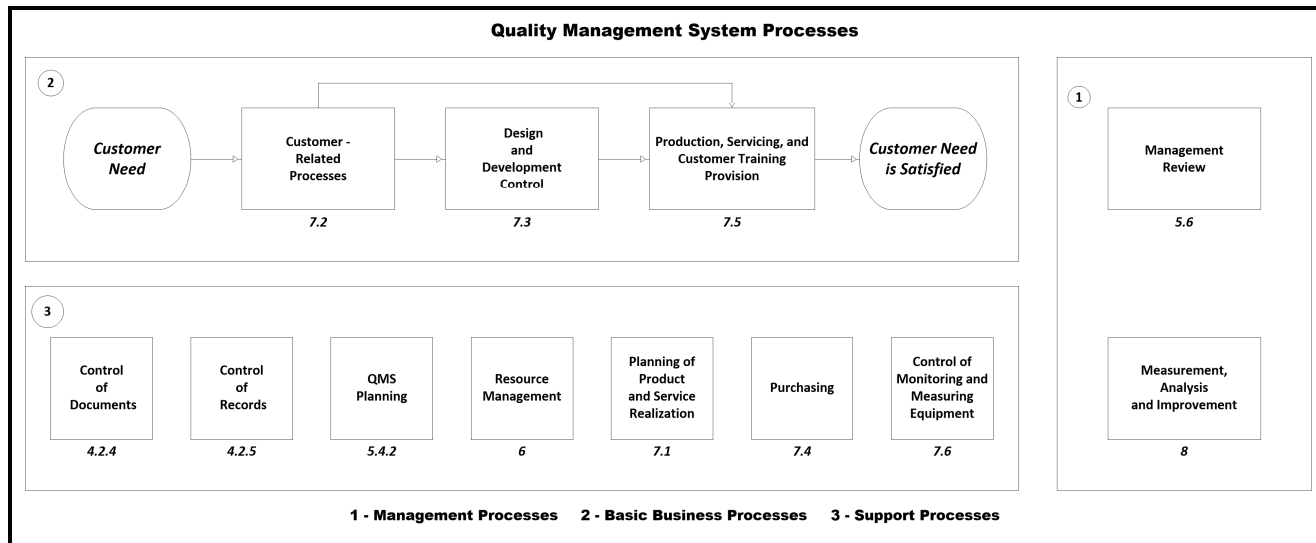 Quality Management System Processes
2
Customer
Need
Customer -
Related
Processes
7.2
Design
and
Development
Control
7.3
Production, Servicing, and
Customer Training
Provision
7.5
Customer Need
is Satisfied
1
Management
Review
5.6
3
Control
of
Documents
4.2.4
Control
of
Records
4.2.5
QMS
Planning
5.4.2
Resource
Management
6
Planning of
Product
and Service
Realization
7.1
Purchasing
7.4
Control of
Monitoring and
Measuring
Equipment
7.6
Measurement,
Analysis
and Improvement
8
1 - Management Processes 2 - Basic Business Processes 3 - Support Processes